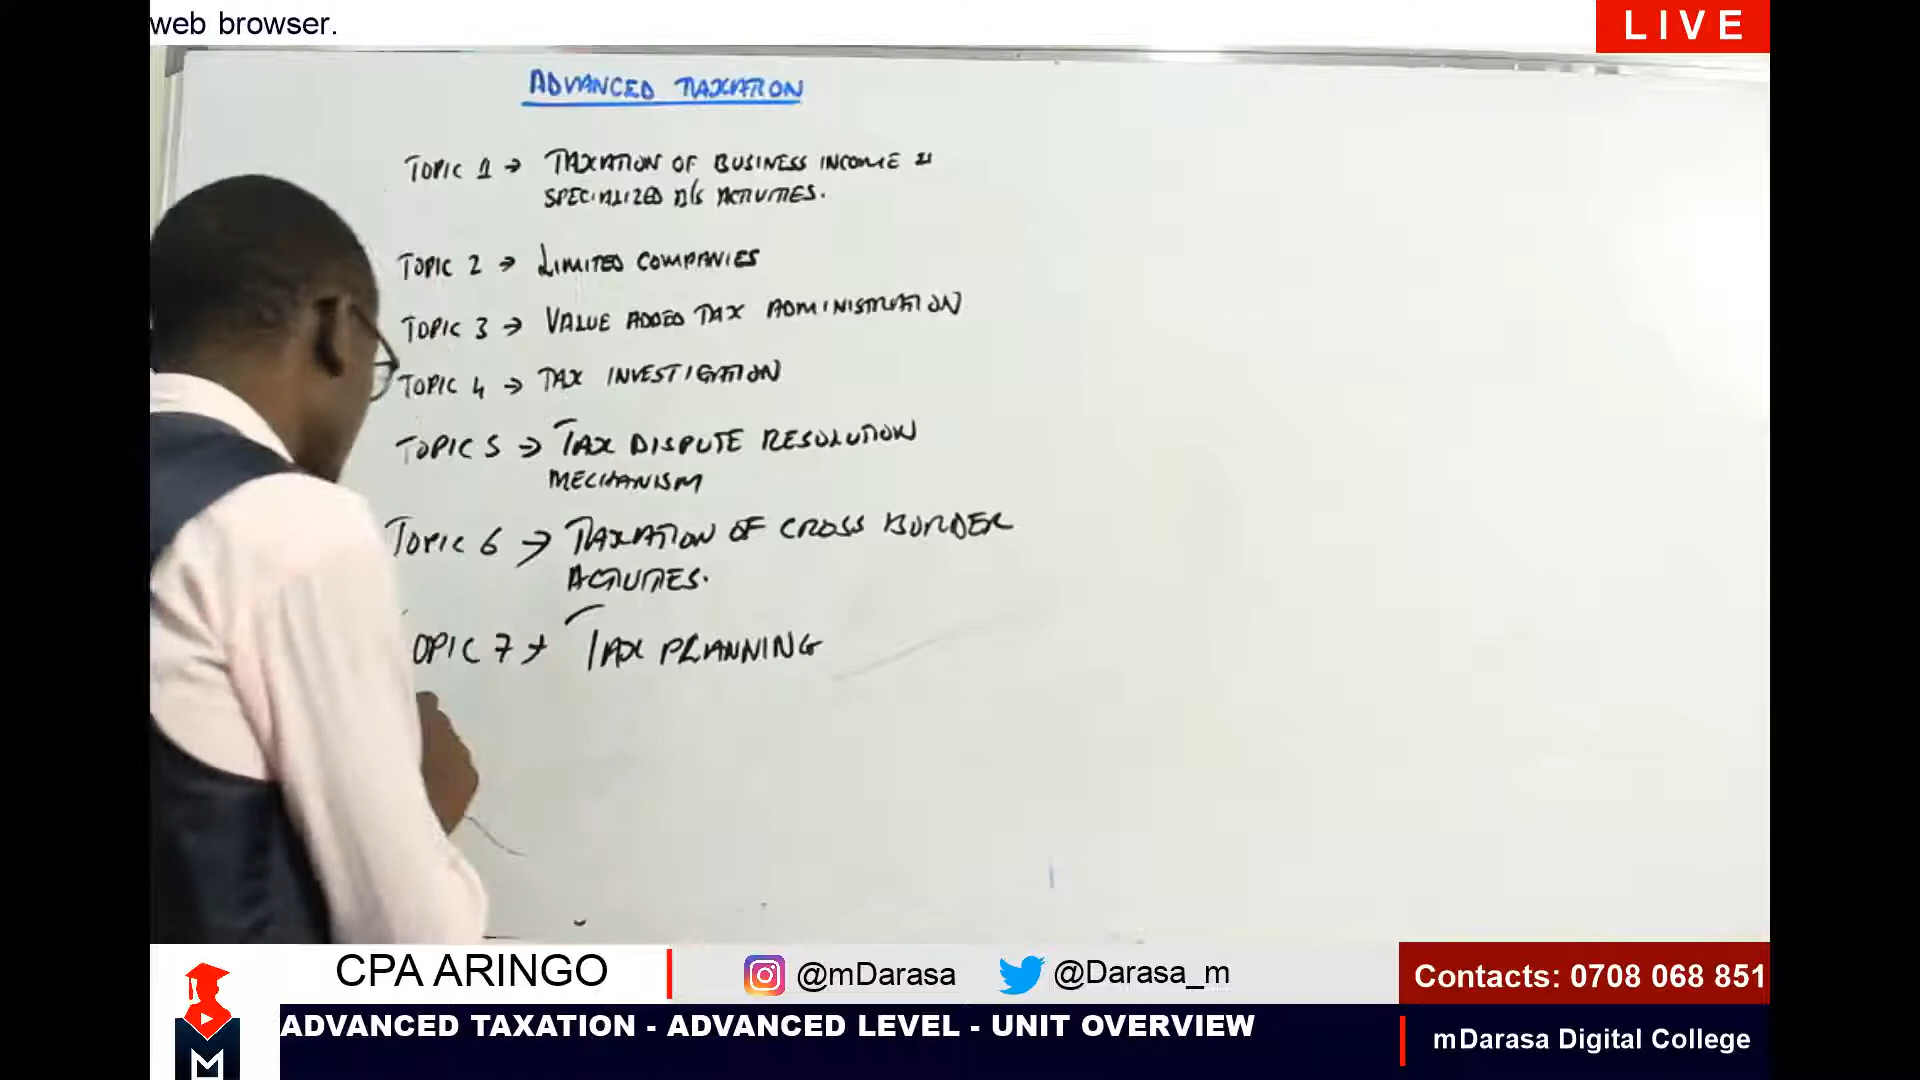 web browser.
LIVE
ADVANCED TAXATION
TOPIC 1 → TAXATION OF BUSINESS INCOME &
SPECIALIZED B/S ACTIVITIES.
TOPIC 2 → LIMITED COMPANIES
TOPIC 3 → VALUE ADDED TAX ADMINISTRATION
TOPIC 4 → TAX INVESTIGATION
TOPIC 5 → TAX DISPUTE RESOLUTION
MECHANISM
TOPIC 6 → TAXATION OF CROSS BORDER
ACTIVITIES.
TOPIC 7 → TAX PLANNING
CPA ARINGO
@mDarasa
@Darasa_m
Contacts: 0708 068 851
M
ADVANCED TAXATION - ADVANCED LEVEL - UNIT OVERVIEW
mDarasa Digital College